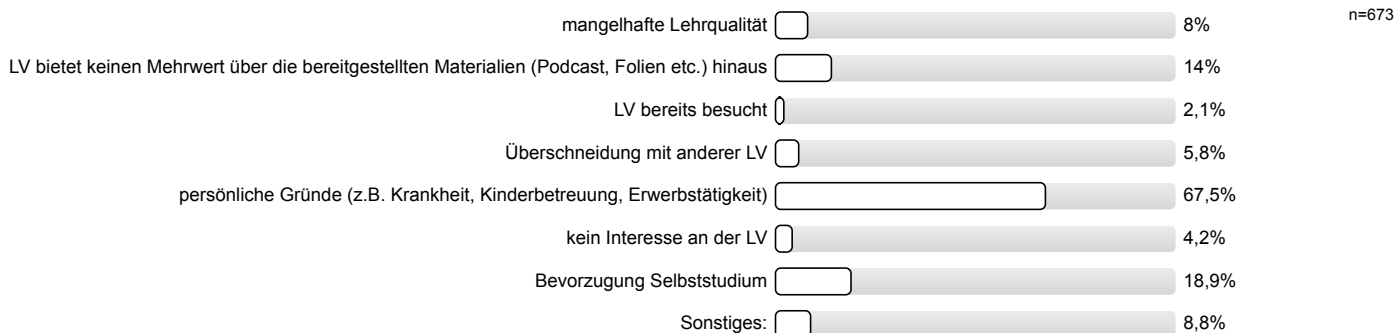 mangelhafte Lehrqualität 8% n=673
LV bietet keinen Mehrwert über die bereitgestellten Materialien (Podcast, Folien etc.) hinaus 14%
LV bereits besucht 2,1%
Überschneidung mit anderer LV 5,8%
persönliche Gründe (z.B. Krankheit, Kinderbetreuung, Erwerbstätigkeit) 67,5%
kein Interesse an der LV 4,2%
Bevorzugung Selbststudium 18,9%
Sonstiges: 8,8%